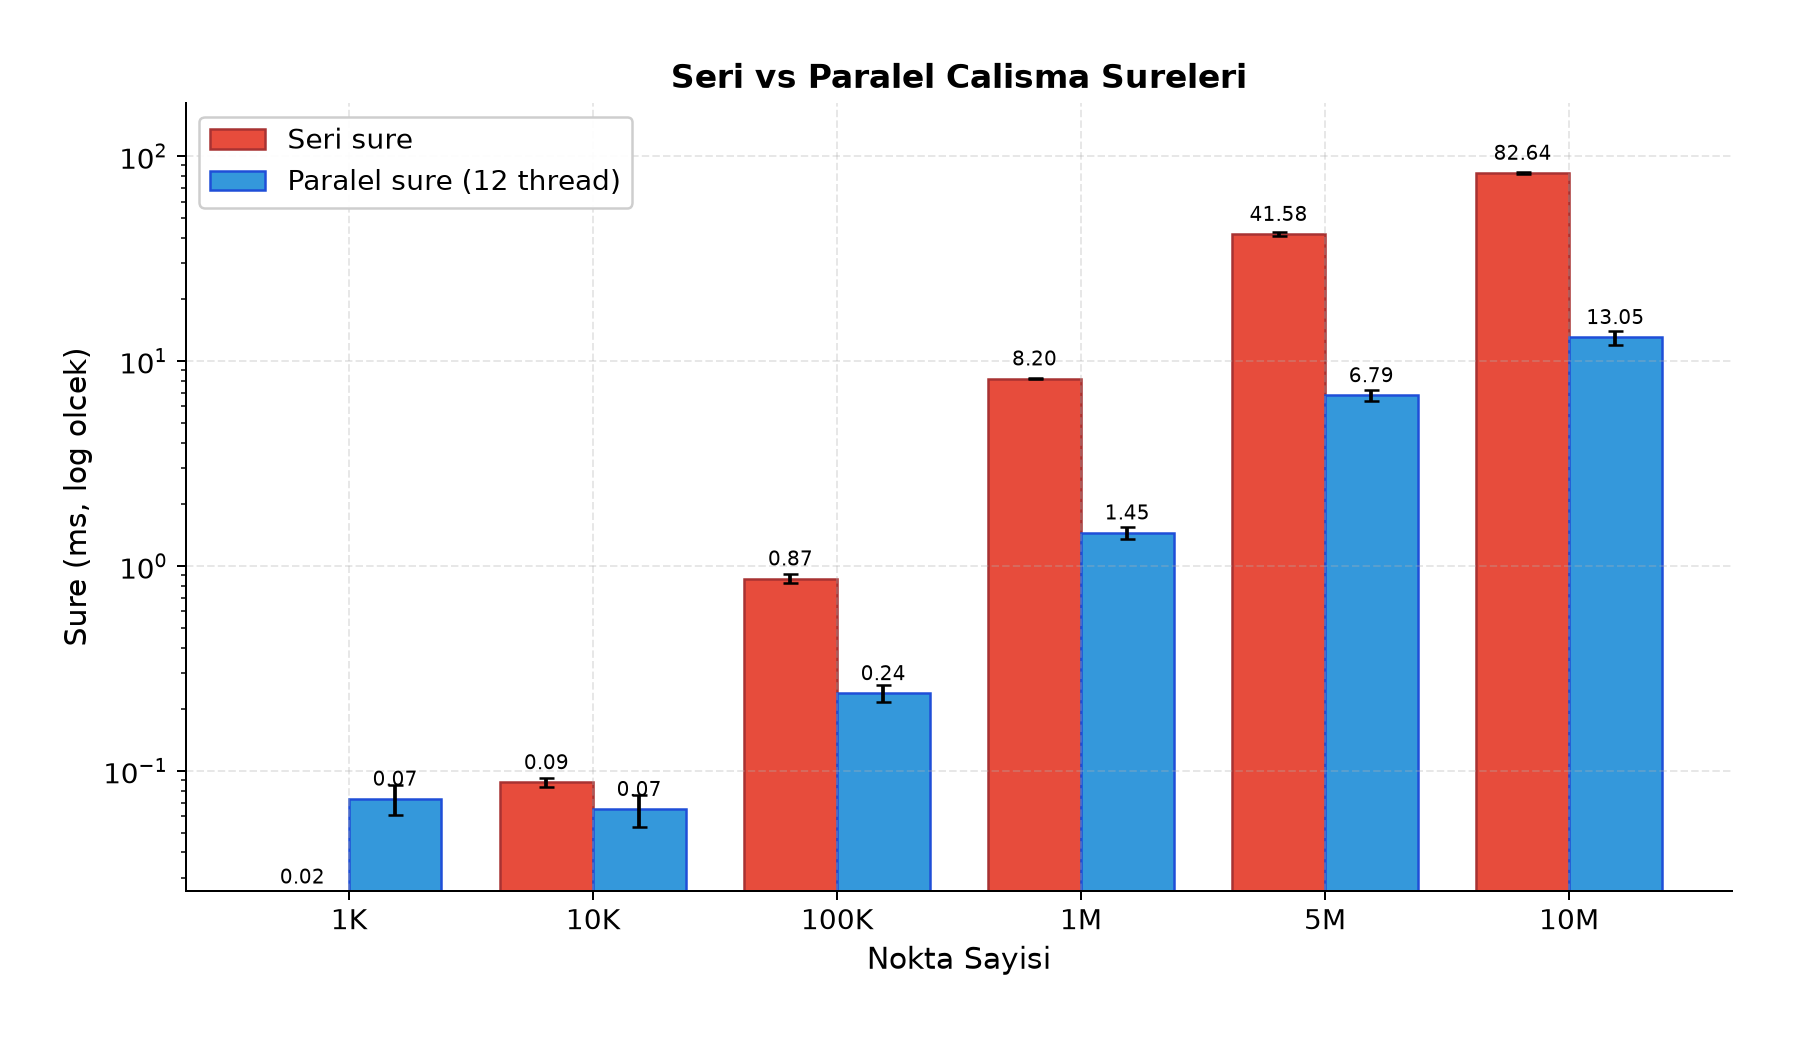 Seri vs Paralel Calisma Sureleri
Seri sure
Paralel sure (12 thread)
Sure (ms, log olcek)
10²
10¹
10⁰
10⁻¹
0.02
0.07
0.09
0.07
0.87
0.24
8.20
1.45
41.58
6.79
82.64
13.05
1K
10K
100K
1M
5M
10M
Nokta Sayisi